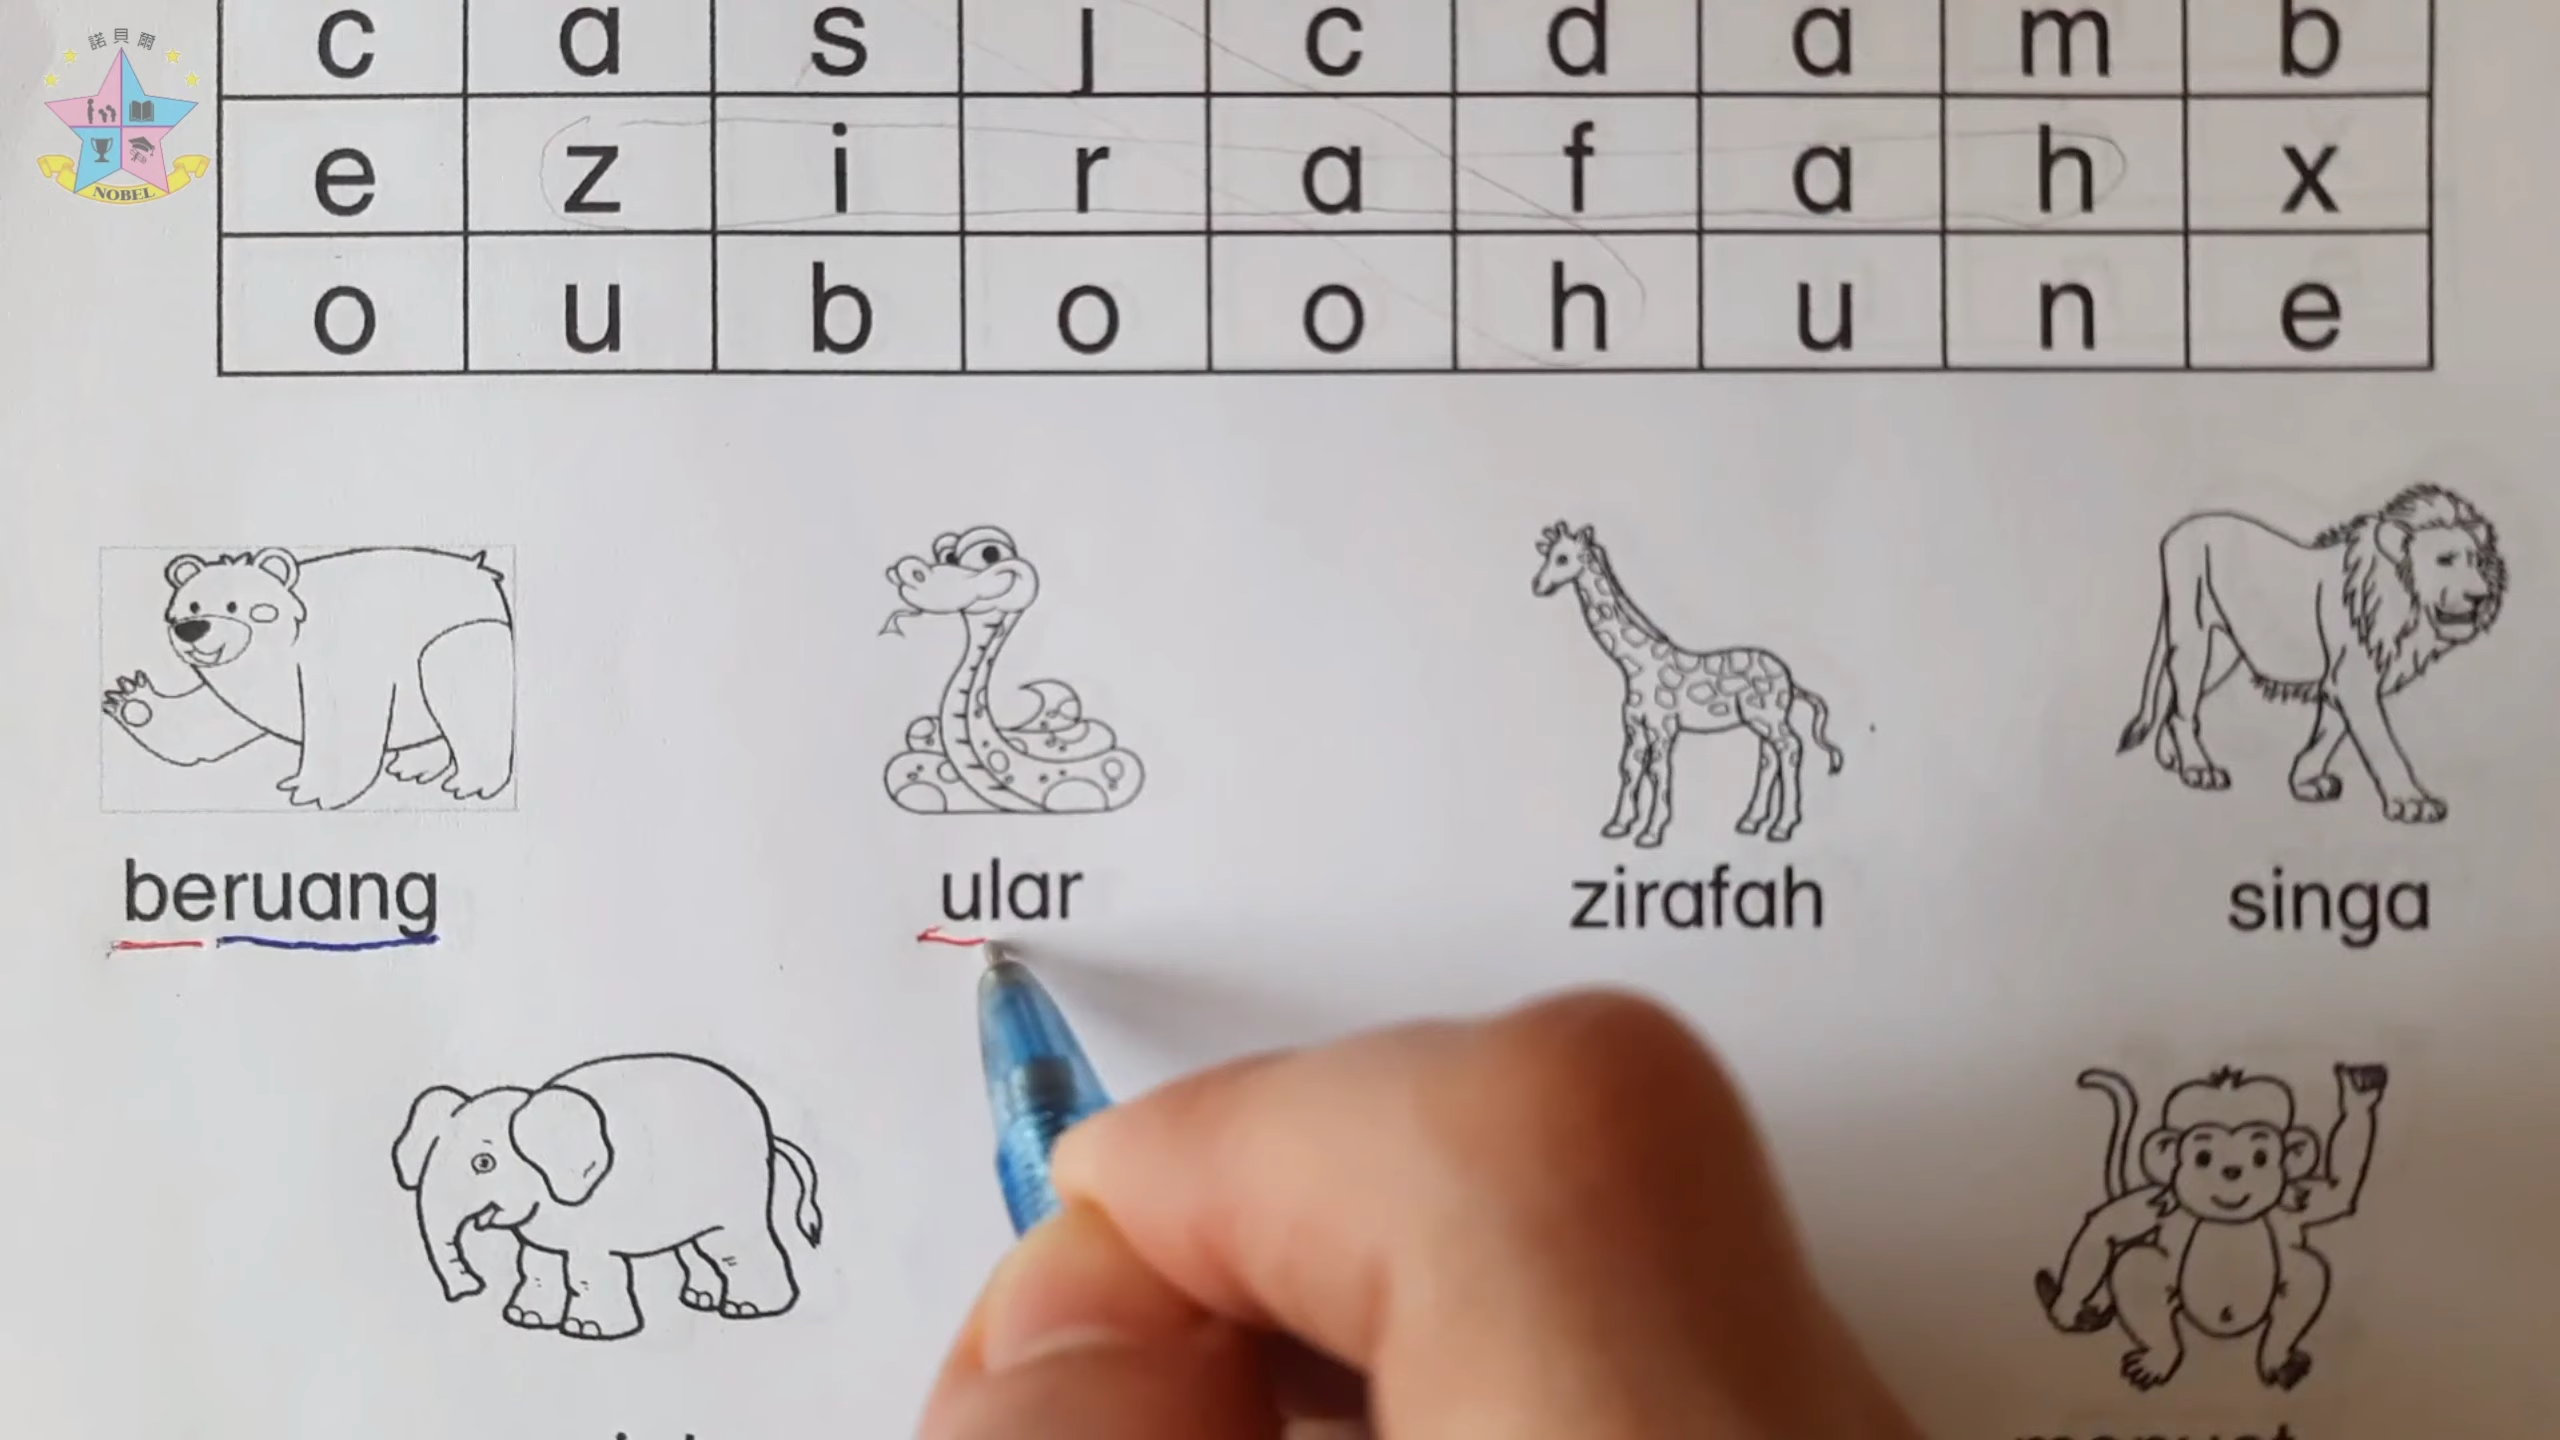 諾貝爾
NOBEL
c a s j c d a m b
e z i r a f a h x
o u b o o h u n e
beruang ular zirafah singa